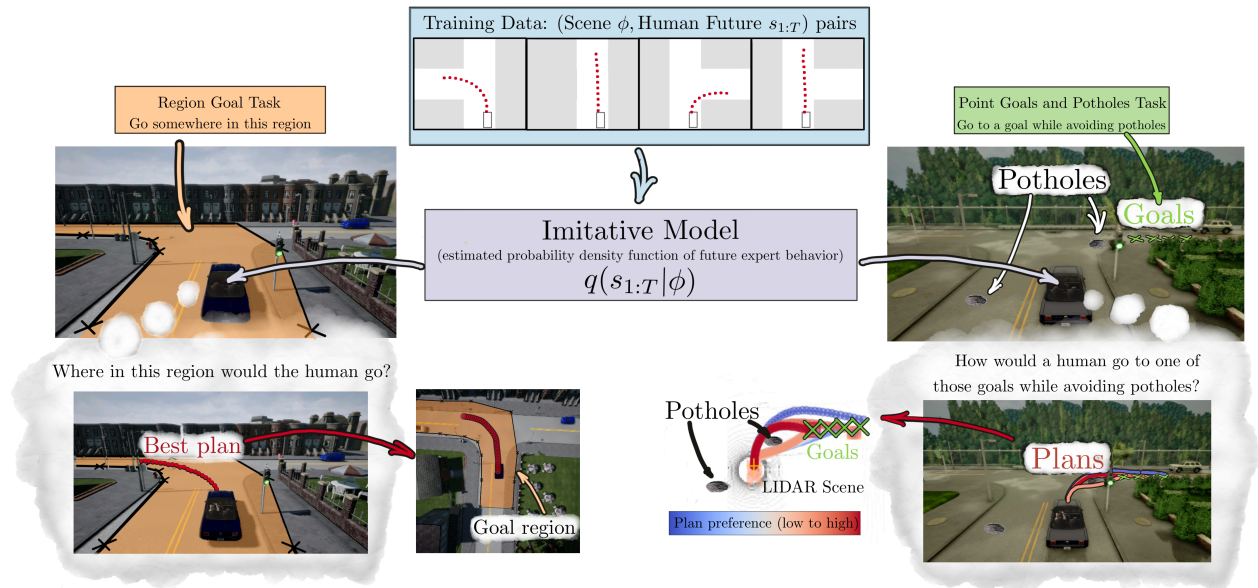 Training Data: (Scene ϕ, Human Future s₁:T) pairs
Region Goal Task
Go somewhere in this region
Point Goals and Potholes Task
Go to a goal while avoiding potholes
Potholes
Goals
Imitative Model
(estimated probability density function of future expert behavior)
q(s₁:T|ϕ)
Where in this region would the human go?
How would a human go to one of
those goals while avoiding potholes?
Best plan
Goal region
Potholes
Goals
LIDAR Scene
Plan preference (low to high)
Plans